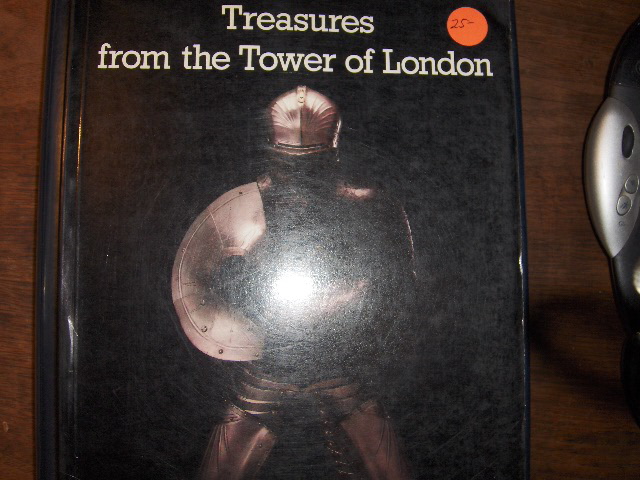 Treasures
25-
from the Tower of London